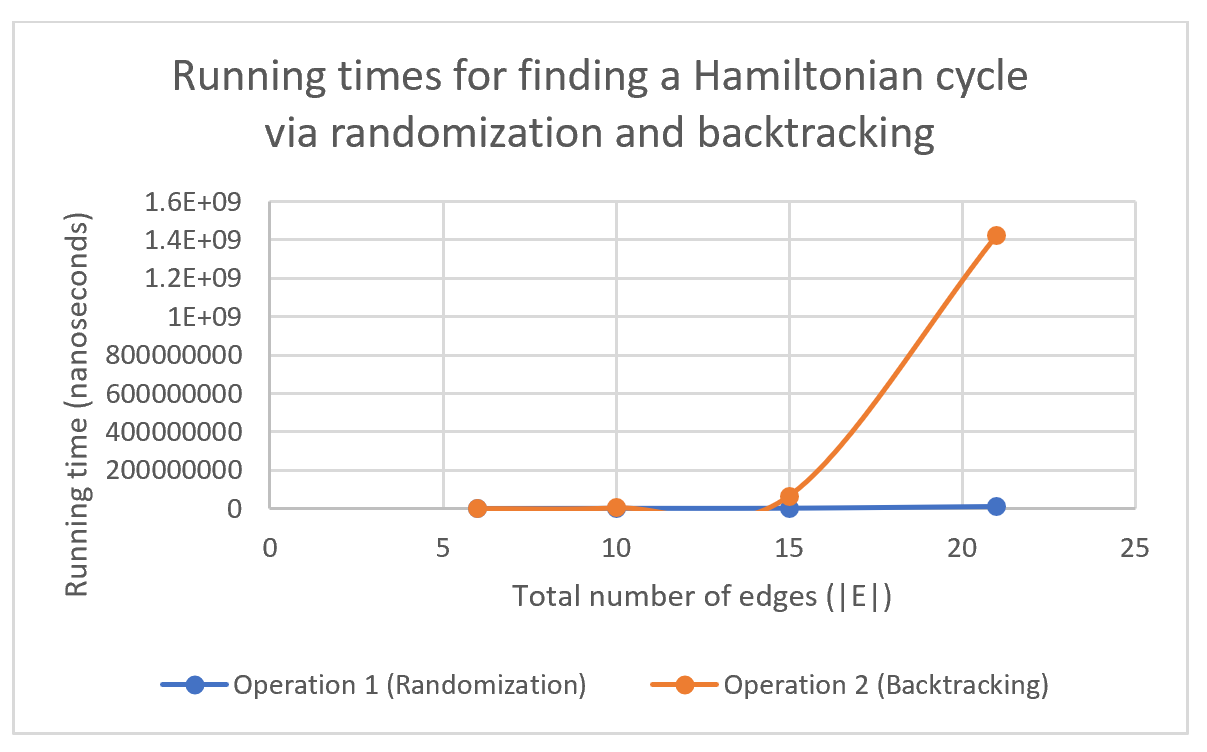 Running times for finding a Hamiltonian cycle
via randomization and backtracking
1.6E+09
1.4E+09
1.2E+09
1E+09
800000000
600000000
400000000
200000000
0
Running time (nanoseconds)
0 5 10 15 20 25
Total number of edges (|E|)
Operation 1 (Randomization) Operation 2 (Backtracking)